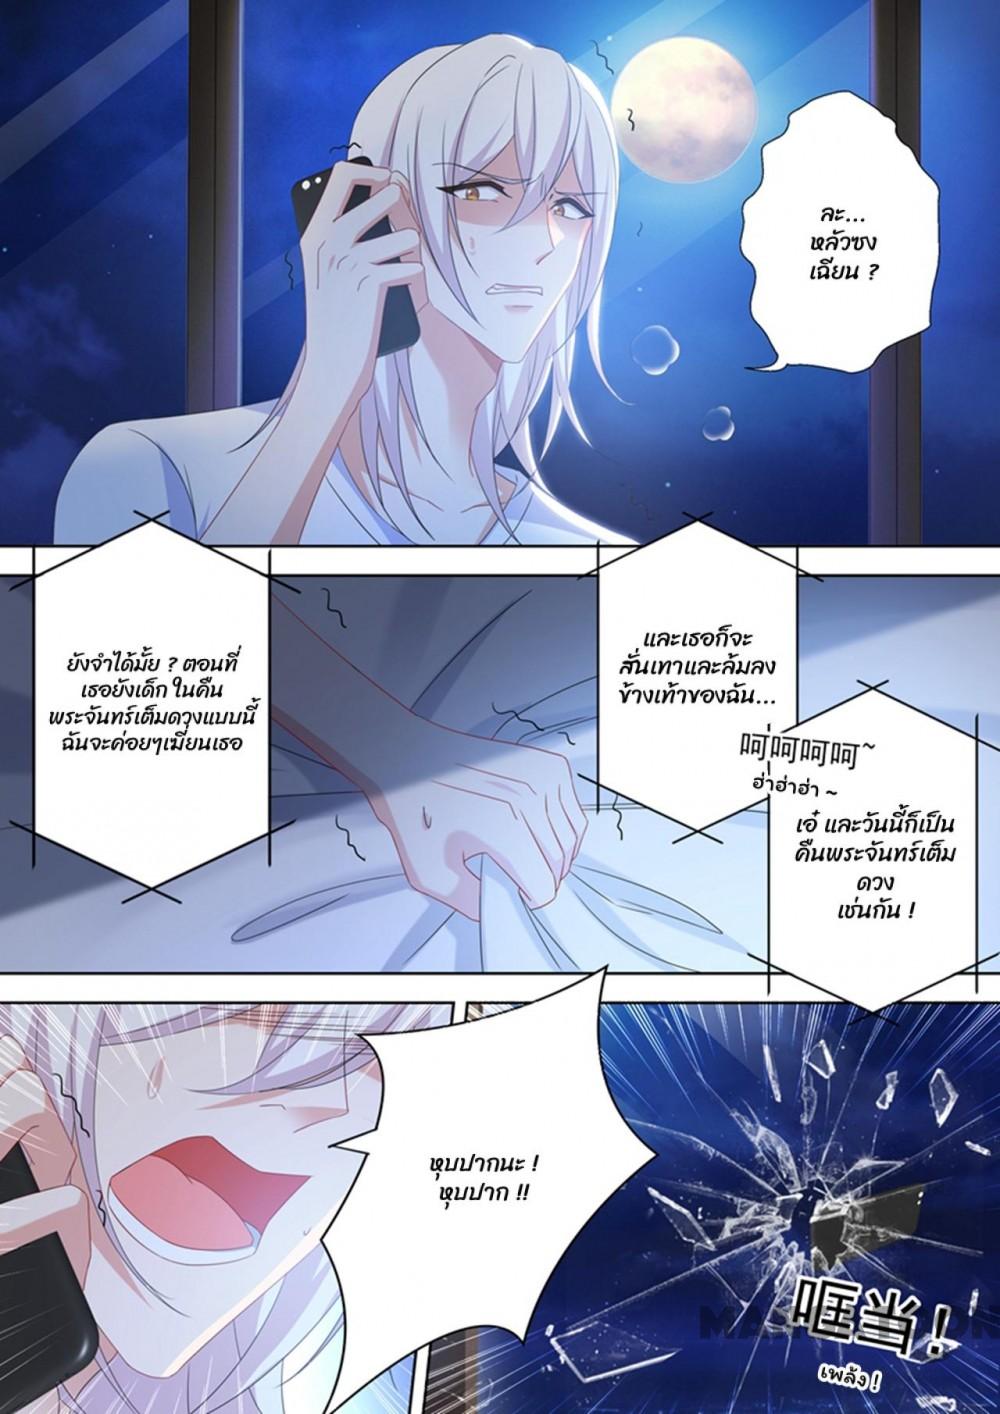 ละ...
หลัวซง
เฉียน ?
ยังจำได้มั้ย ? ตอนที่
เธอยังเด็ก ในคืน
พระจันทร์เต็มดวงแบบนี้
ฉันจะค่อยๆเฆี่ยนเธอ
และเธอก็จะ
สั่นเทาและล้มลง
ข้างเท้าของฉัน...
呵呵呵呵~
ฮ่าฮ่าฮ่า ~
เอ๋ และวันนี้ก็เป็น
คืนพระจันทร์เต็ม
ดวง
เช่นกัน !
หุบปากนะ !
หุบปาก !!
哐当！
เพล้ง !